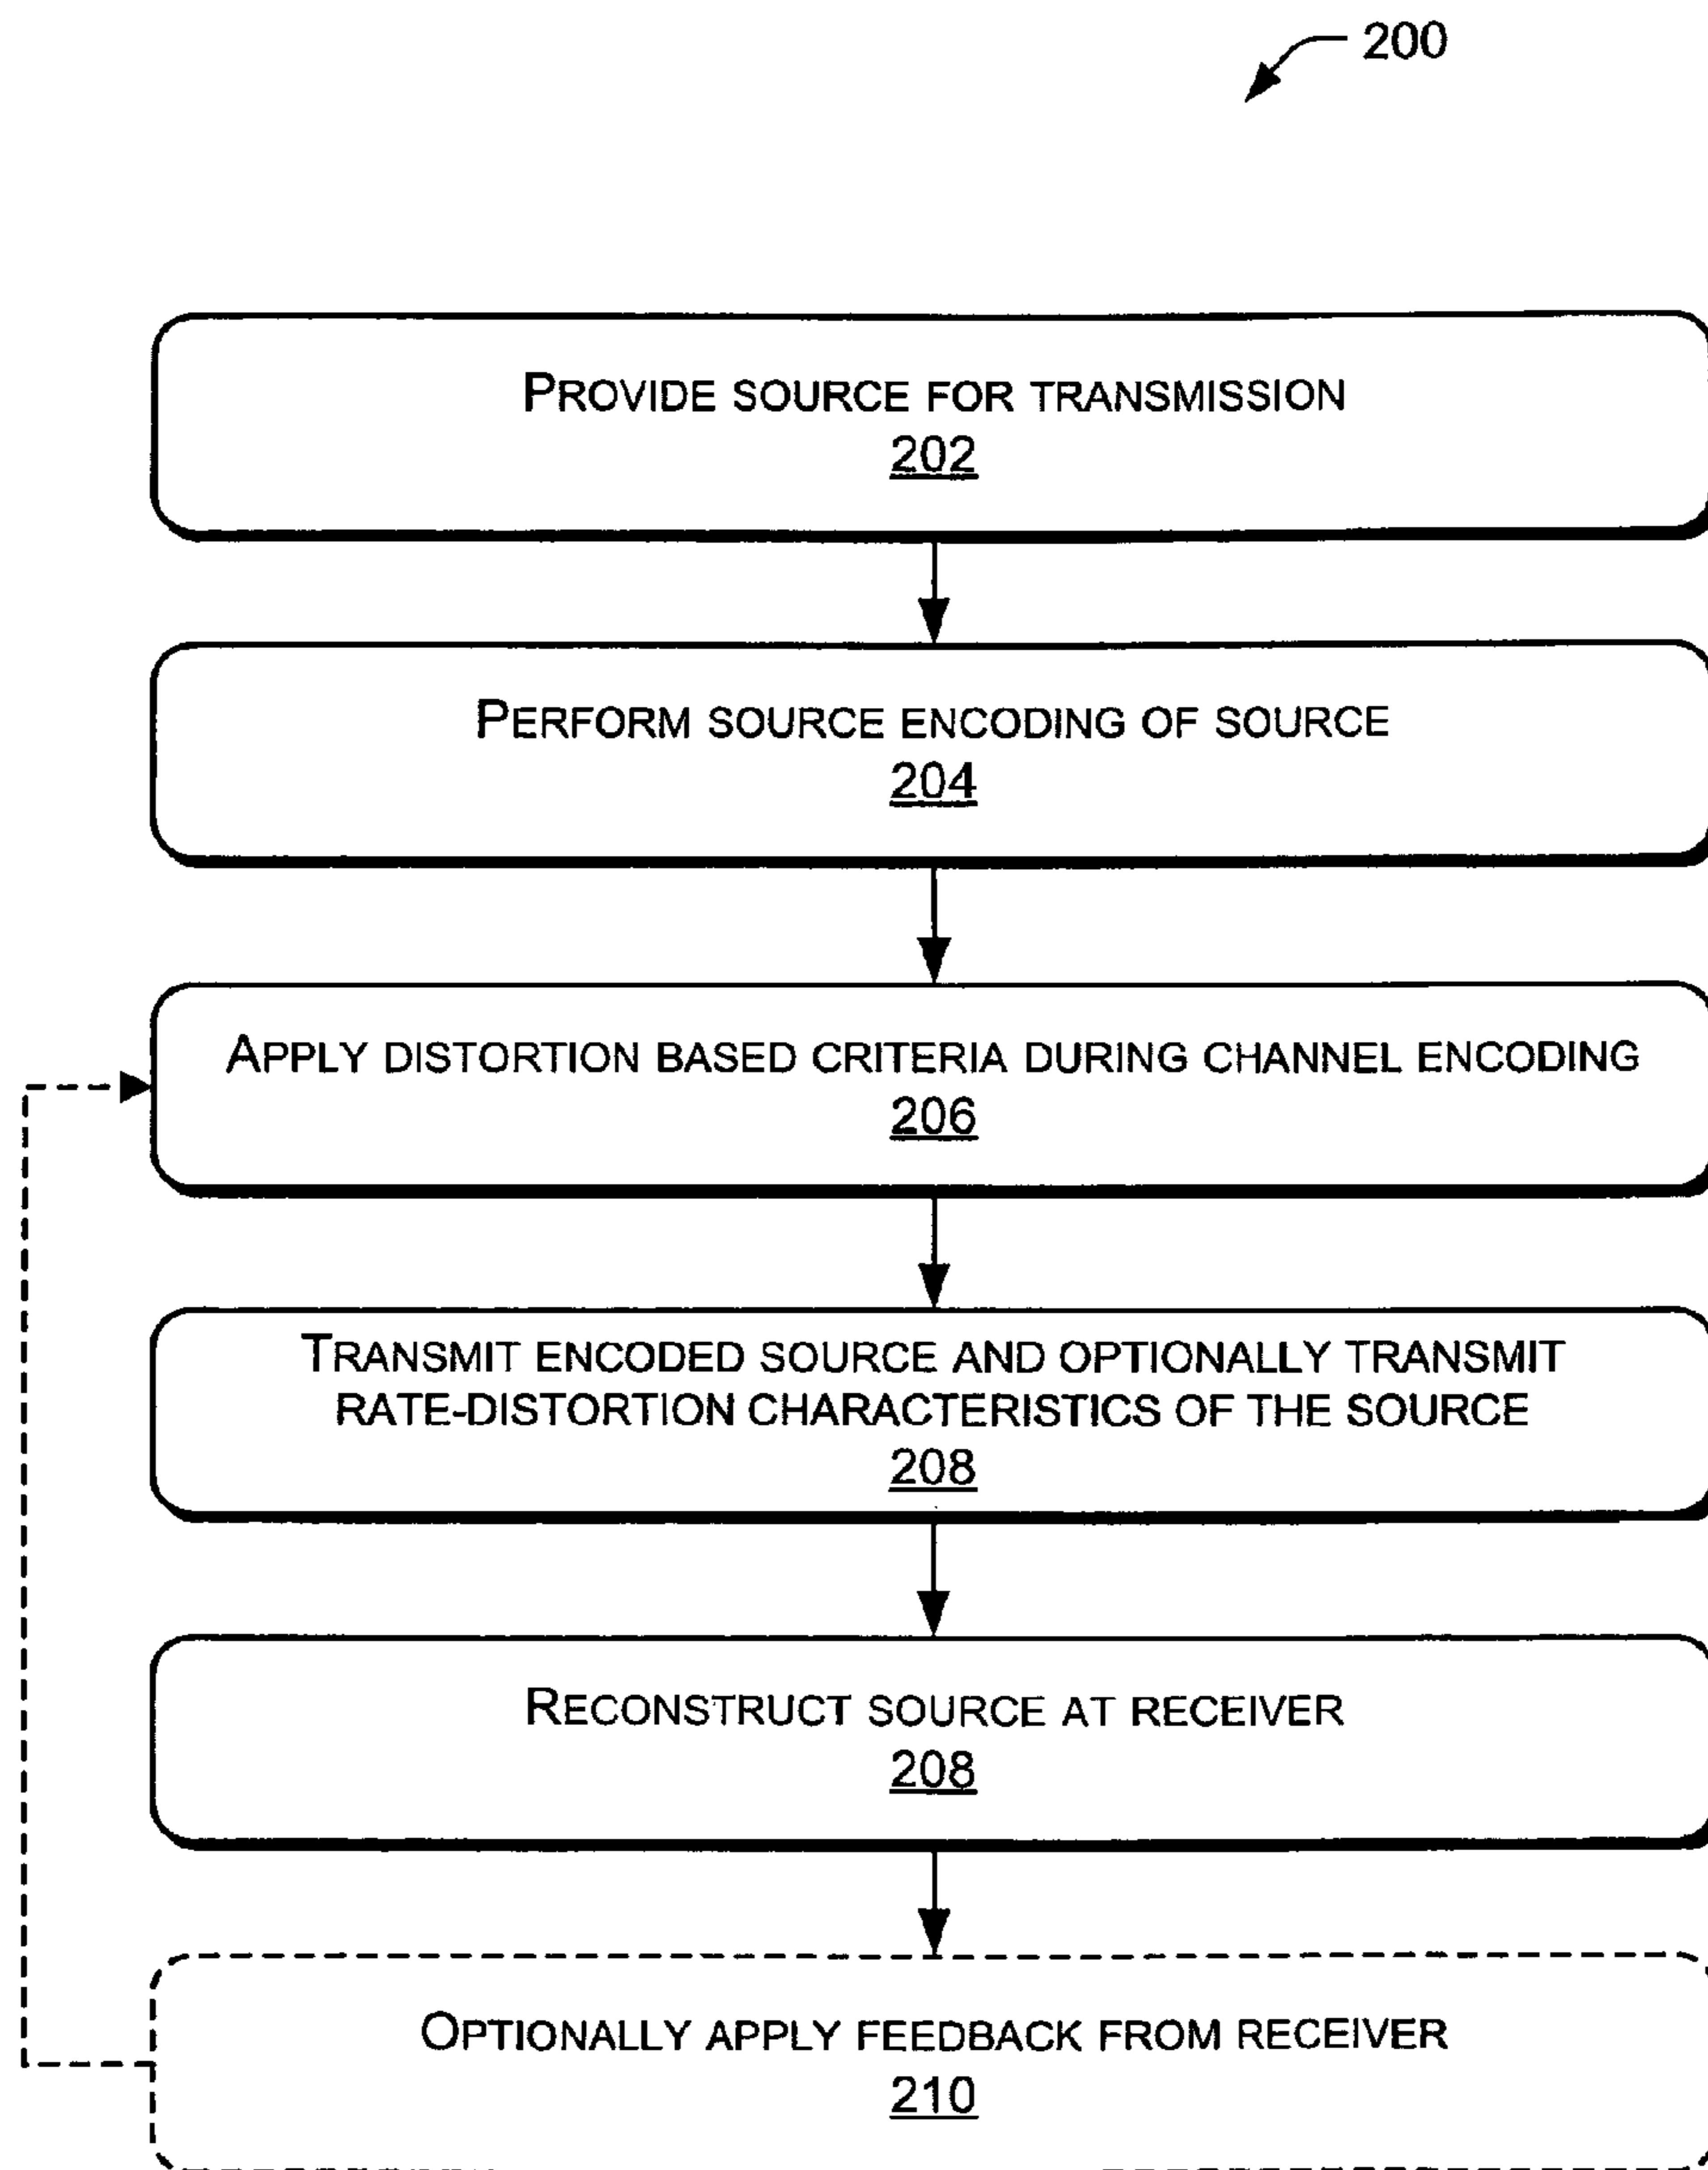 200
PROVIDE SOURCE FOR TRANSMISSION
202
PERFORM SOURCE ENCODING OF SOURCE
204
APPLY DISTORTION BASED CRITERIA DURING CHANNEL ENCODING
206
TRANSMIT ENCODED SOURCE AND OPTIONALLY TRANSMIT
RATE-DISTORTION CHARACTERISTICS OF THE SOURCE
208
RECONSTRUCT SOURCE AT RECEIVER
208
OPTIONALLY APPLY FEEDBACK FROM RECEIVER
210